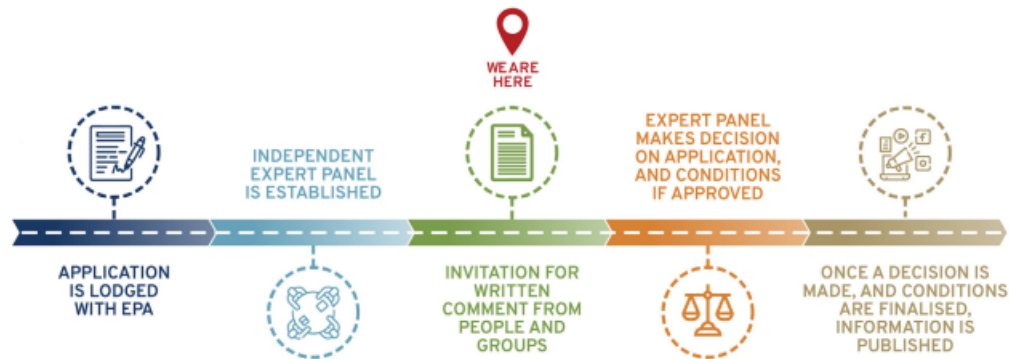 WE ARE
HERE
APPLICATION
IS LODGED
WITH EPA
INDEPENDENT
EXPERT PANEL
IS ESTABLISHED
INVITATION FOR
WRITTEN
COMMENT FROM
PEOPLE AND
GROUPS
EXPERT PANEL
MAKES DECISION
ON APPLICATION,
AND CONDITIONS
IF APPROVED
ONCE A DECISION IS
MADE, AND CONDITIONS
ARE FINALISED,
INFORMATION IS
PUBLISHED